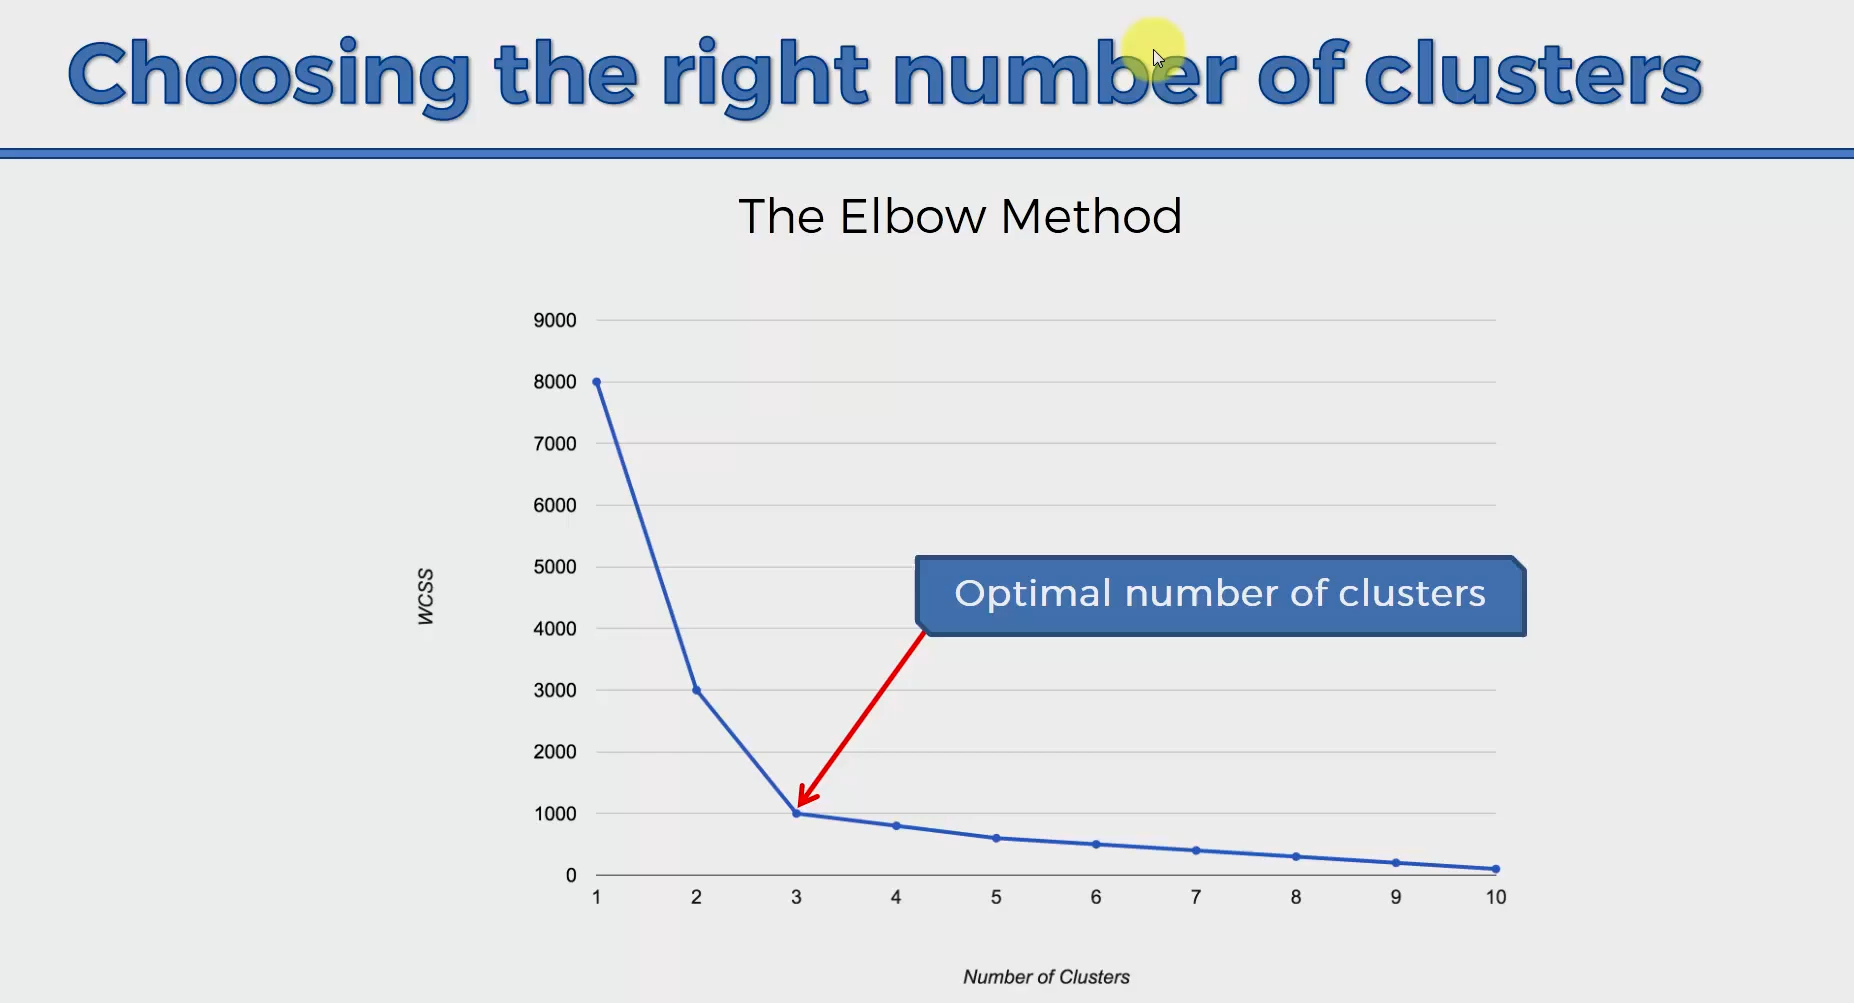 Choosing the right number of clusters
The Elbow Method
9000
8000
7000
6000
5000
4000
3000
2000
1000
0
WCSS
Optimal number of clusters
1 2 3 4 5 6 7 8 9 10
Number of Clusters